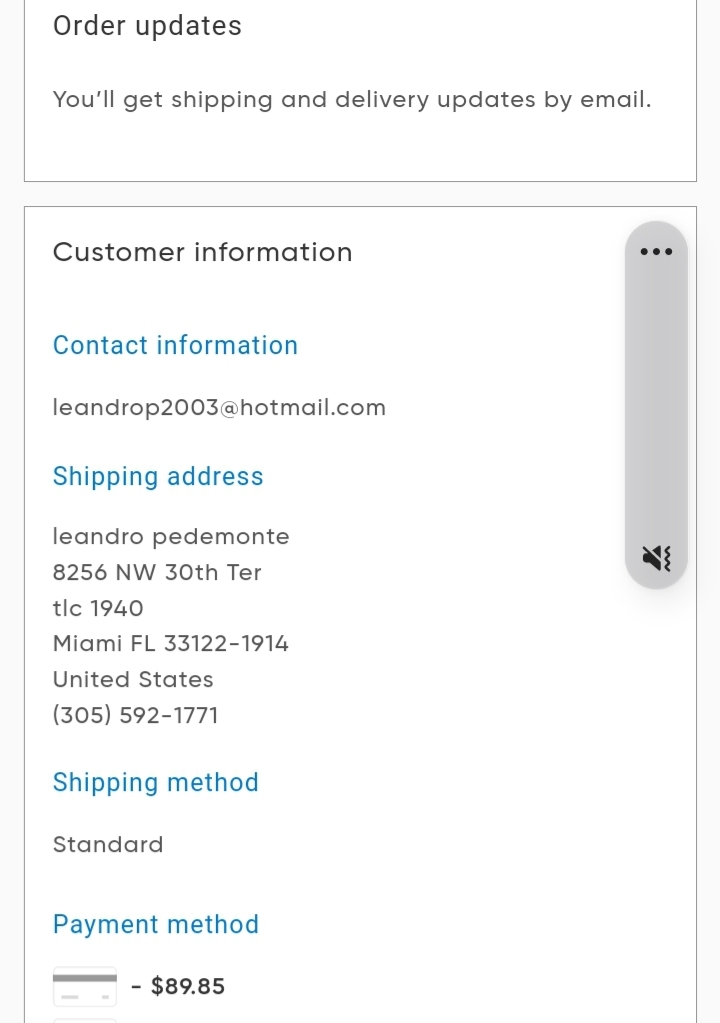 Order updates
You’ll get shipping and delivery updates by email.
Customer information
Contact information
leandrop2003@hotmail.com
Shipping address
leandro pedemonte
8256 NW 30th Ter
tlc 1940
Miami FL 33122-1914
United States
(305) 592-1771
Shipping method
Standard
Payment method
- $89.85